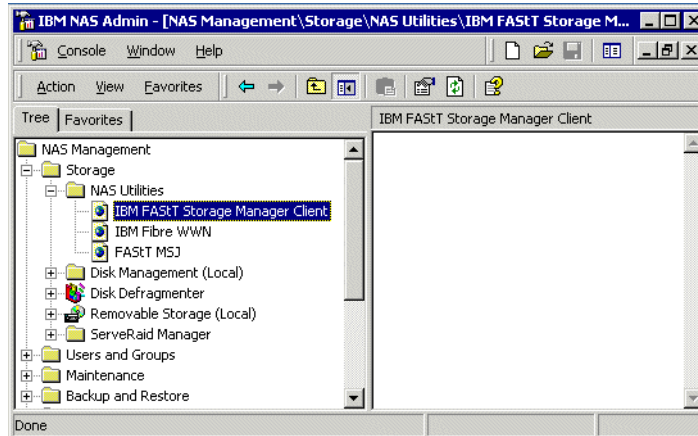 IBM NAS Admin - [NAS Management\Storage\NAS Utilities\IBM FAStT Storage M...
Console Window Help
Action View Favorites
Tree Favorites
IBM FAStT Storage Manager Client
NAS Management
Storage
NAS Utilities
IBM FAStT Storage Manager Client
IBM Fibre WWN
FAStT MSJ
Disk Management (Local)
Disk Defragmenter
Removable Storage (Local)
ServeRaid Manager
Users and Groups
Maintenance
Backup and Restore
Done